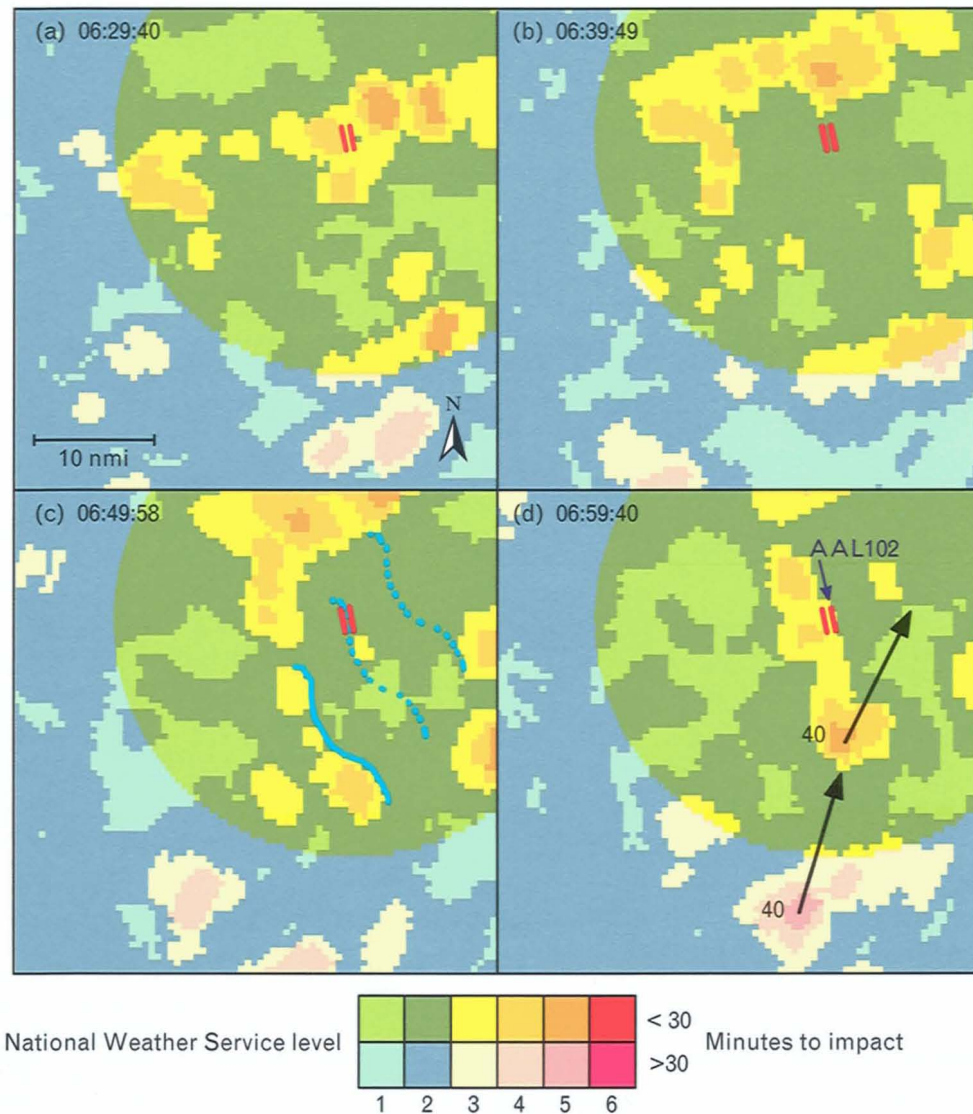 (a) 06:29:40
(b) 06:39:49
N
10 nmi
(c) 06:49:58
(d) 06:59:40
AAL102
40
40
National Weather Service level
< 30
>30
Minutes to impact
1 2 3 4 5 6